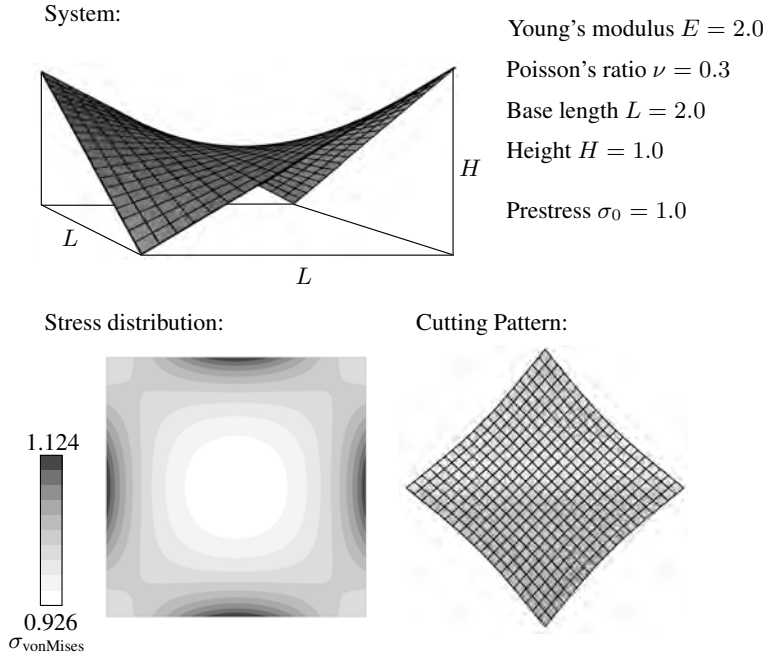 System:
Young's modulus E = 2.0
Poisson's ratio ν = 0.3
Base length L = 2.0
Height H = 1.0
Prestress σ₀ = 1.0
H
L
L
Stress distribution:
Cutting Pattern:
1.124
0.926
σvonMises